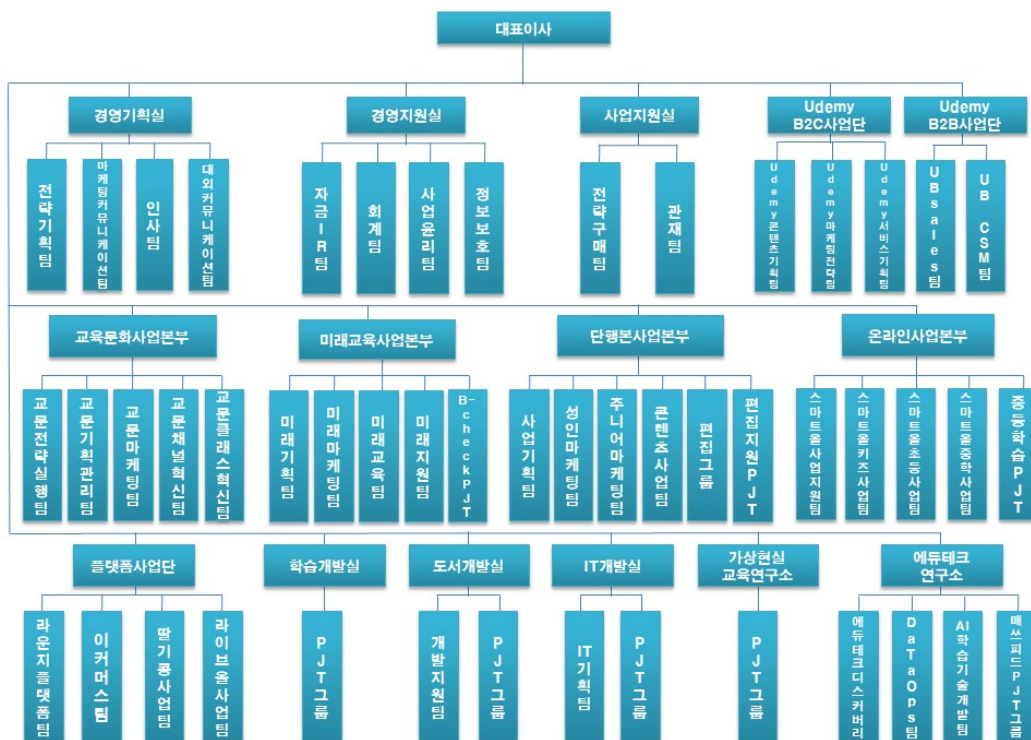 대표이사
경영기획실
경영지원실
사업지원실
Udemy
B2C사업단
Udemy
B2B사업단
전략기획팀
마케팅커뮤니케이션팀
인사팀
대외커뮤니케이션팀
자금IR팀
회계팀
사업윤리팀
정보보호팀
전략구매팀
관재팀
Udemy콘텐츠기획팀
Udemy마케팅전략팀
Udemy서비스기획팀
UBsales팀
UB CSM팀
교육문화사업본부
미래교육사업본부
단행본사업본부
온라인사업본부
교문전략실행팀
교문기획관리팀
교문마케팅팀
교문채널혁신팀
교문클래스혁신팀
미래기획팀
미래마케팅팀
미래교육팀
미래지원팀
B-checkPJT
사업기획팀
성인마케팅팀
주니어마케팅팀
콘텐츠사업팀
편집그룹
편집지원PJT
스마트올사업지원팀
스마트올키즈사업팀
스마트올초등사업팀
스마트올중학사업팀
중등학습PJT
플랫폼사업단
학습개발실
도서개발실
IT개발실
가상현실
교육연구소
에듀테크
연구소
라운지플랫폼팀
이커머스팀
딸기콩사업팀
라이브올사업팀
PJT그룹
개발지원팀
PJT그룹
IT기획팀
PJT그룹
PJT그룹
에듀테크디스커버리
DaTaOps팀
AI학습기술개발팀
매쓰피드PJT그룹